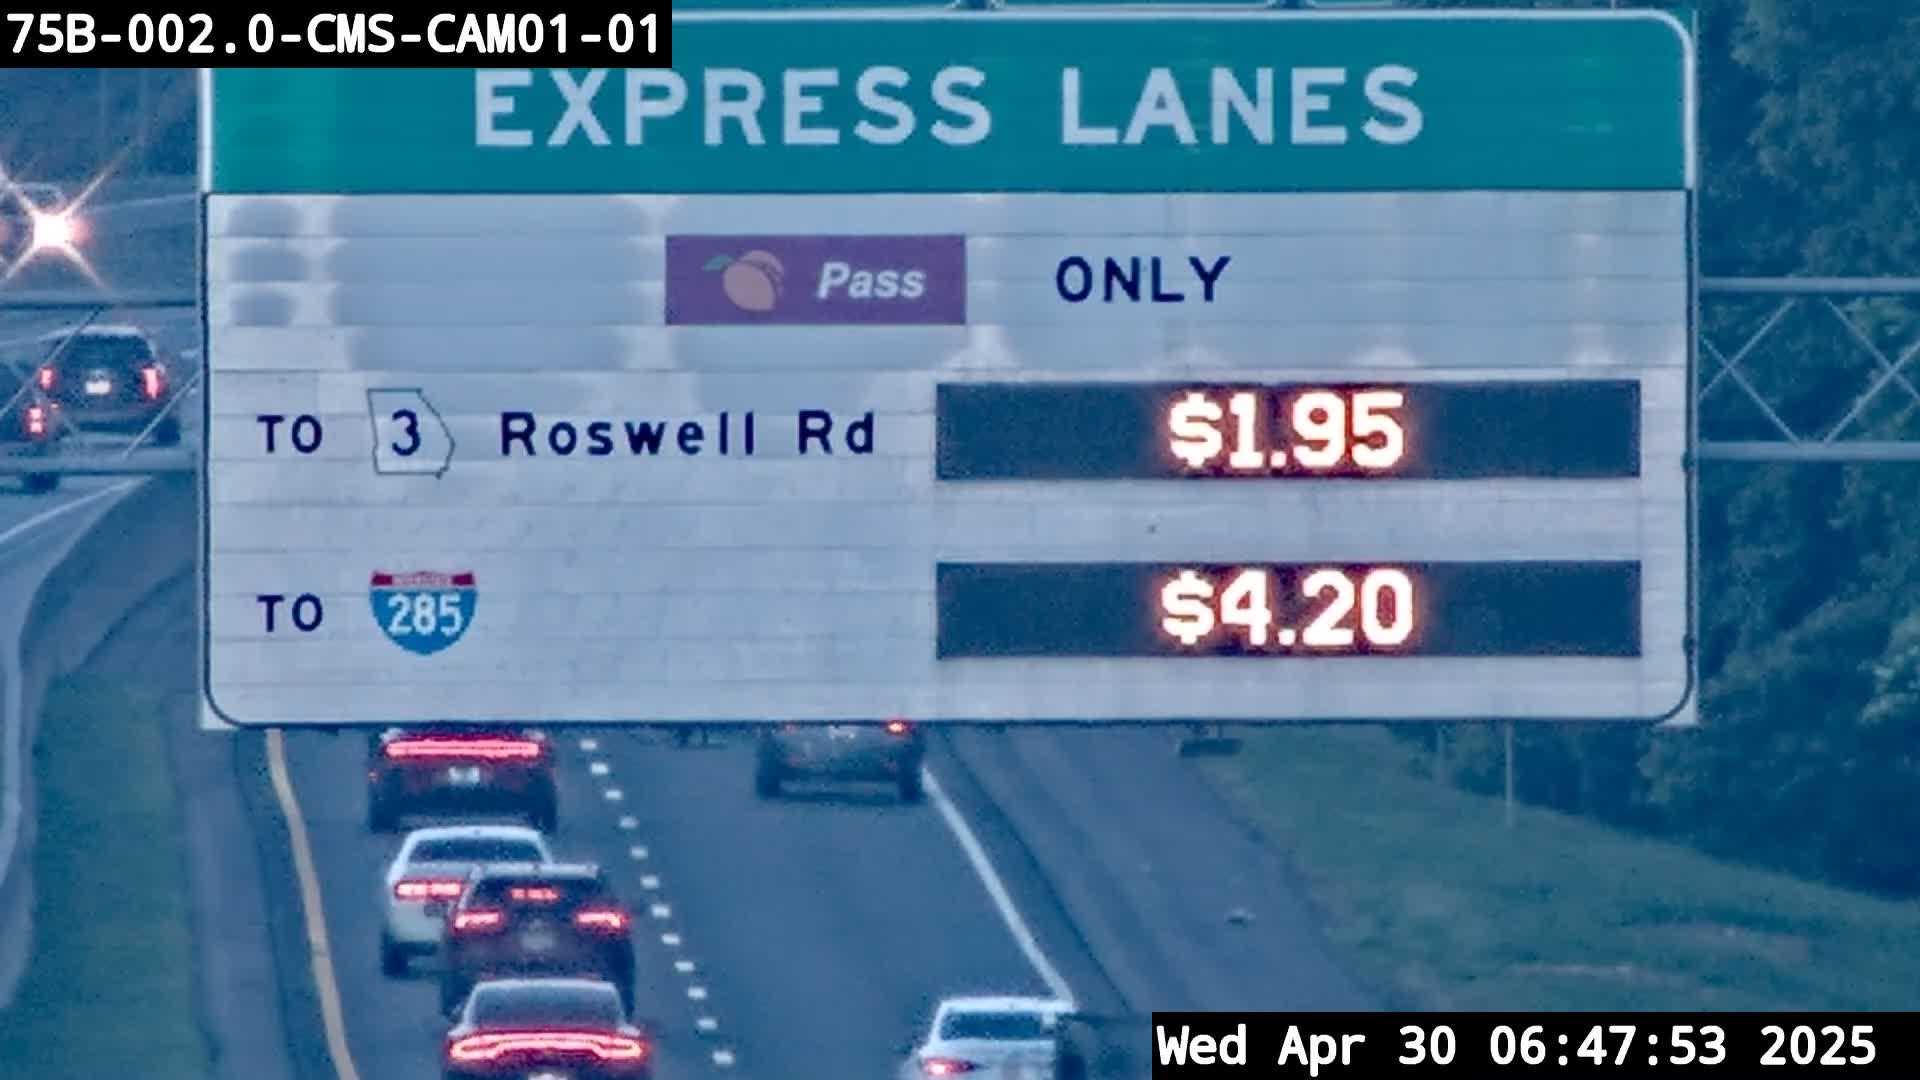 75B-002.0-CMS-CAM01-01
EXPRESS LANES
Pass ONLY
TO 3 Roswell Rd $1.95
TO 285 $4.20
Wed Apr 30 06:47:53 2025